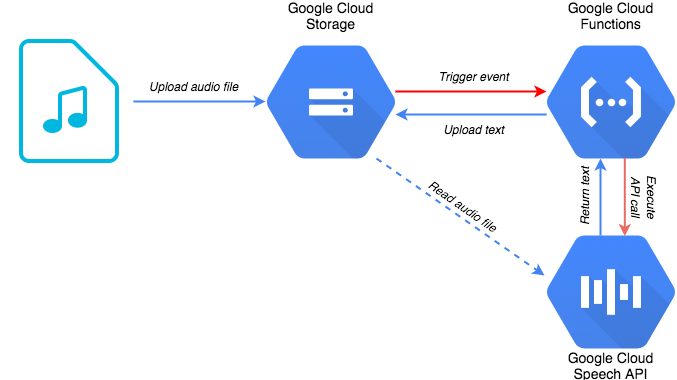 Google Cloud
Storage
Google Cloud
Functions
Upload audio file
Trigger event
Upload text
Read audio file
Return text
Execute
API call
Google Cloud
Speech API